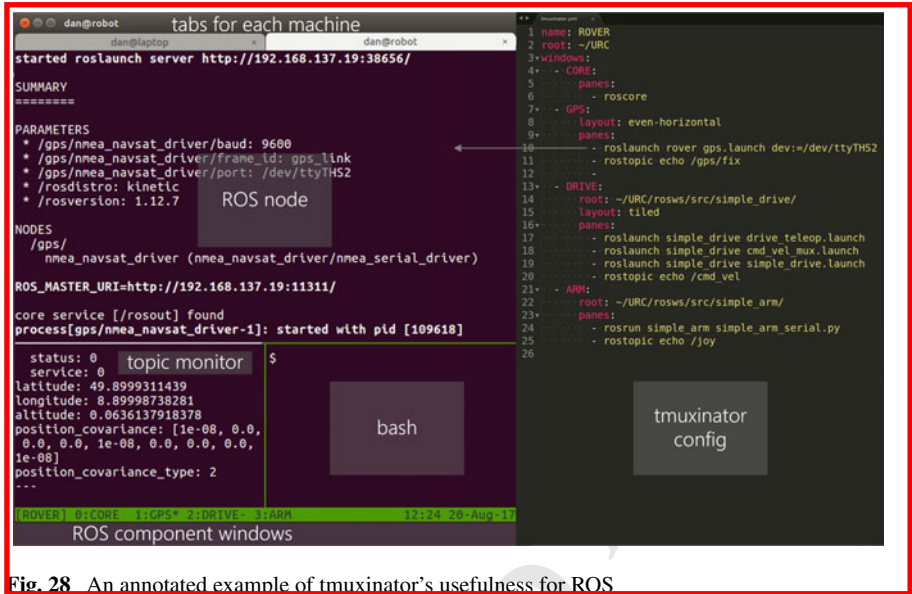 dan@robot
tabs for each machine
dan@laptop ×
dan@robot ×
started roslaunch server http://192.168.137.19:38656/
SUMMARY
========
PARAMETERS
* /gps/nmea_navsat_driver/baud: 9600
* /gps/nmea_navsat_driver/frame_id: gps_link
* /gps/nmea_navsat_driver/port: /dev/ttyTHS2
* /rosdistro: kinetic
* /rosversion: 1.12.7
ROS node
NODES
/gps/
nmea_navsat_driver (nmea_navsat_driver/nmea_serial_driver)
ROS_MASTER_URI=http://192.168.137.19:11311/
core service [/rosout] found
process[gps/nmea_navsat_driver-1]: started with pid [109618]
status: 0
service: 0
topic monitor
latitude: 49.8999311439
longitude: 8.89998738281
altitude: 0.0636137918378
position_covariance: [1e-08, 0.0,
0.0, 0.0, 1e-08, 0.0, 0.0, 0.0,
1e-08]
position_covariance_type: 2
---
$
bash
[ROVER] 0:CORE 1:GPS* 2:DRIVE- 3:ARM 12:24 20-Aug-17
ROS component windows
tmuxinator.yml ×
1 name: ROVER
2 root: ~/URC
3 windows:
4 - CORE:
5 panes:
6 - roscore
7 - GPS:
8 layout: even-horizontal
9 panes:
10 - roslaunch rover gps.launch dev:=/dev/ttyTHS2
11 - rostopic echo /gps/fix
12 -
13 - DRIVE:
14 root: ~/URC/rosws/src/simple_drive/
15 layout: tiled
16 panes:
17 - roslaunch simple_drive drive_teleop.launch
18 - roslaunch simple_drive cmd_vel_mux.launch
19 - roslaunch simple_drive simple_drive.launch
20 - rostopic echo /cmd_vel
21 - ARM:
22 root: ~/URC/rosws/src/simple_arm/
23 panes:
24 - rosrun simple_arm simple_arm_serial.py
25 - rostopic echo /joy
26
tmuxinator
config
Fig. 28 An annotated example of tmuxinator's usefulness for ROS